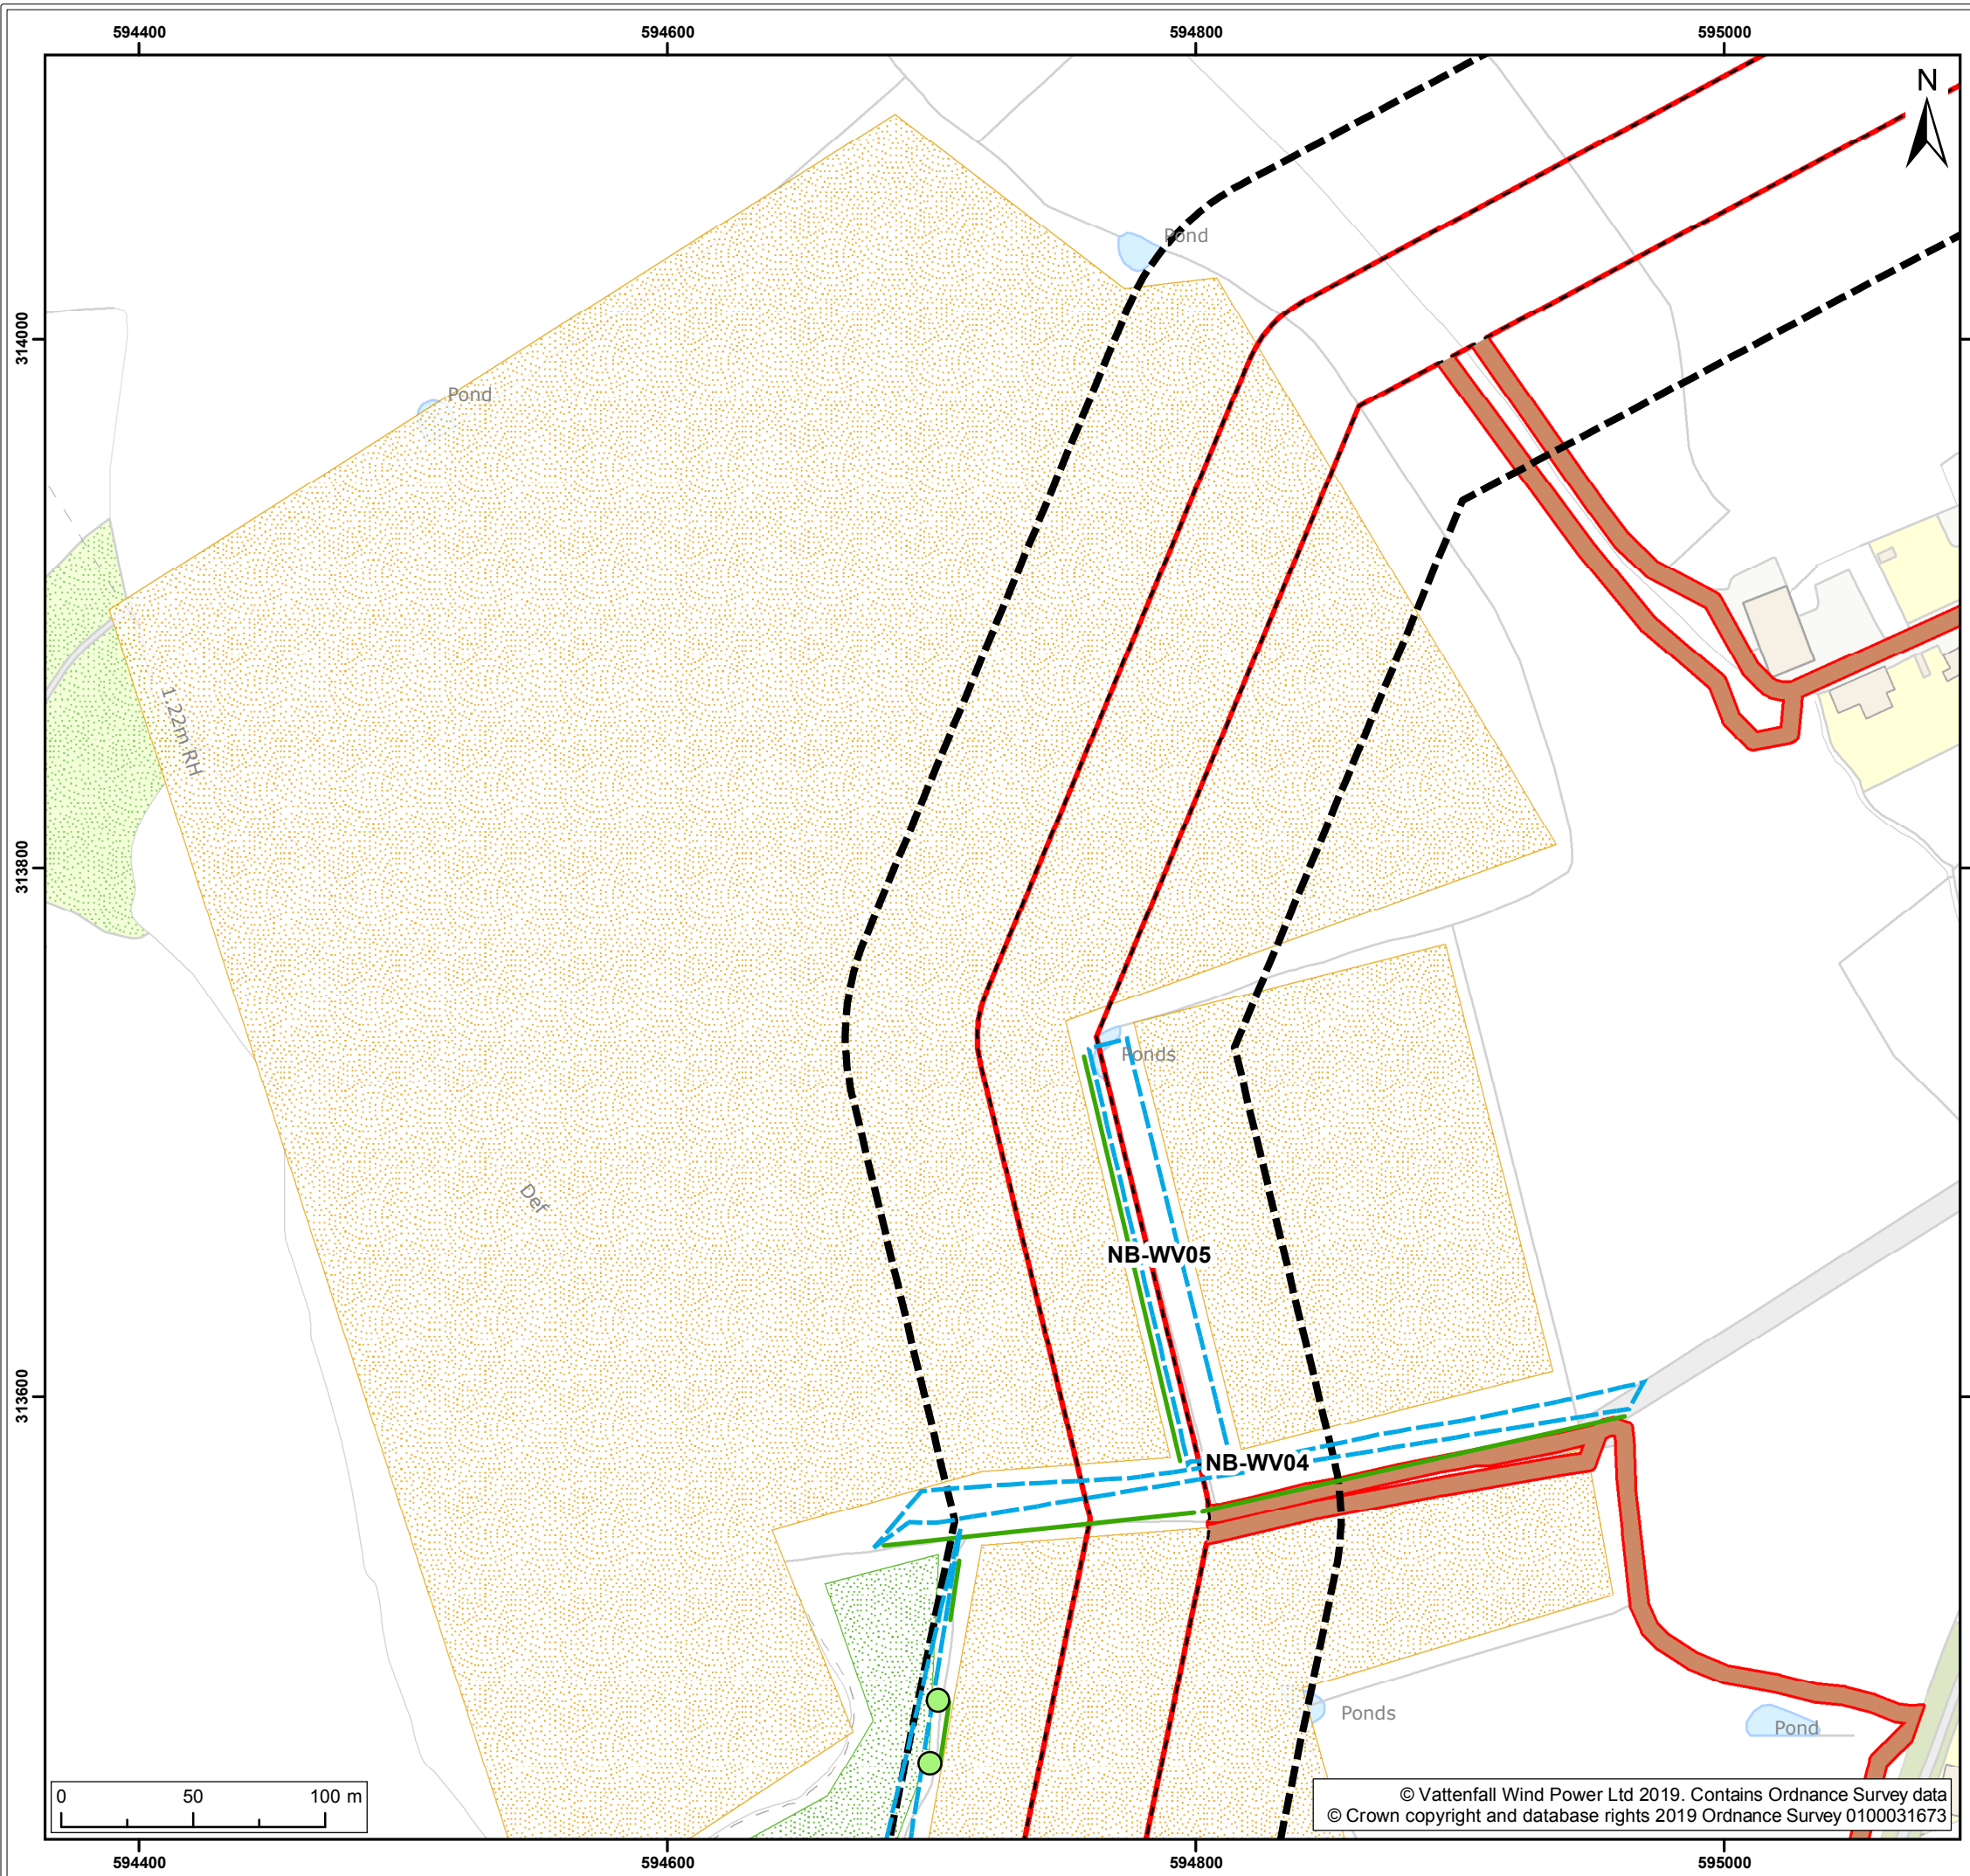 594400 594600 594800 595000
N
Pond
314000
Pond
1.22m RH
313800
Ponds
Def
NB-WV05
313600
NB-WV04
Ponds
Pond
0 50 100 m
© Vattenfall Wind Power Ltd 2019. Contains Ordnance Survey data
© Crown copyright and database rights 2019 Ordnance Survey 0100031673
594400 594600 594800 595000